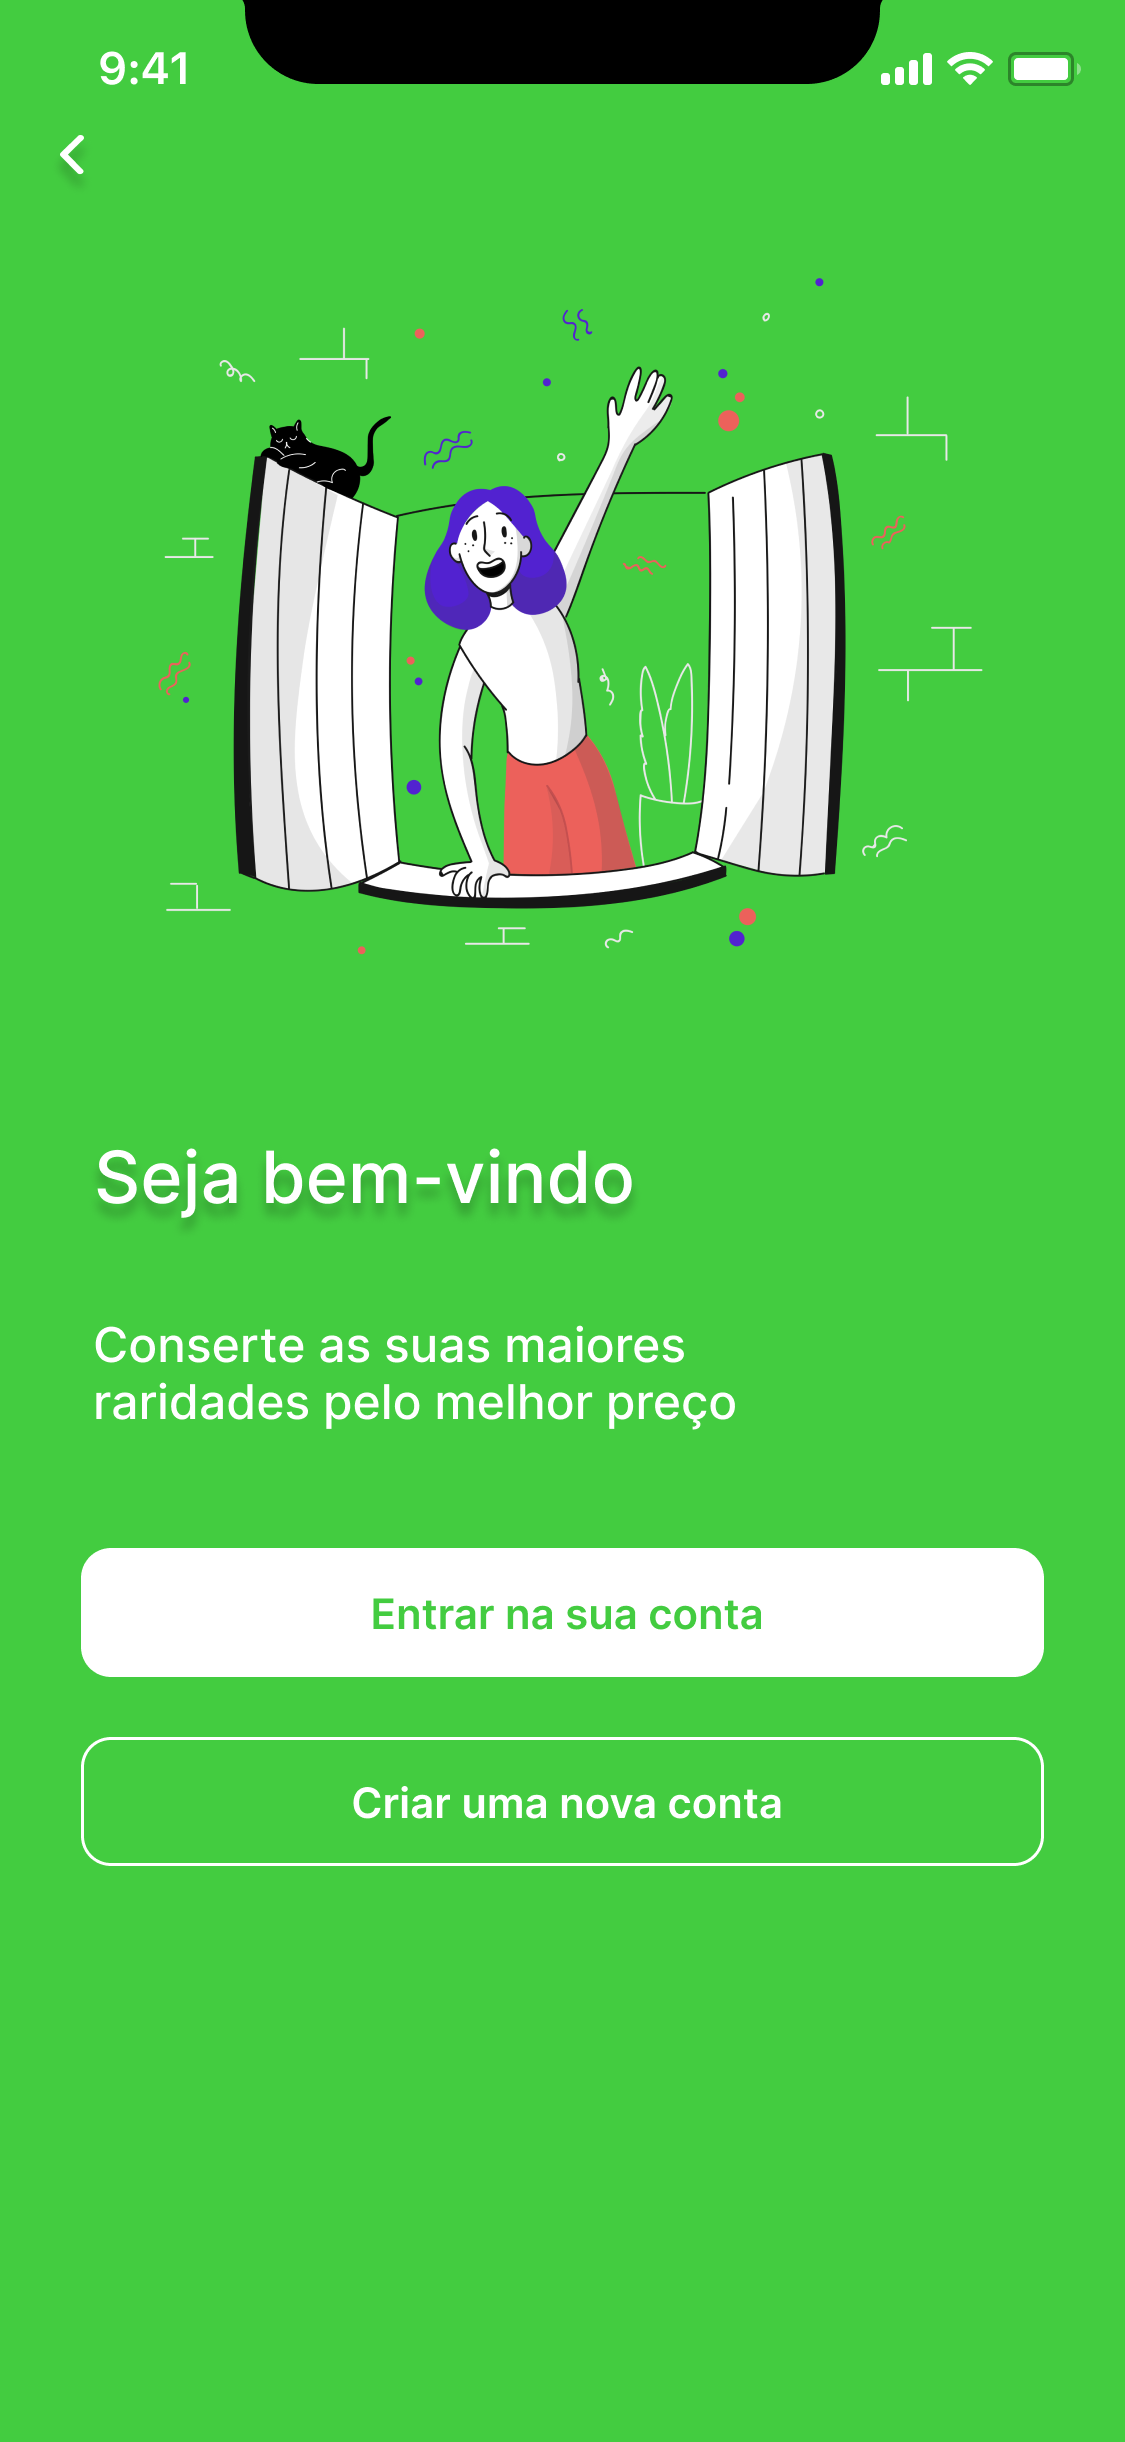 9:41
Seja bem-vindo
Conserte as suas maiores
raridades pelo melhor preço
Entrar na sua conta
Criar uma nova conta